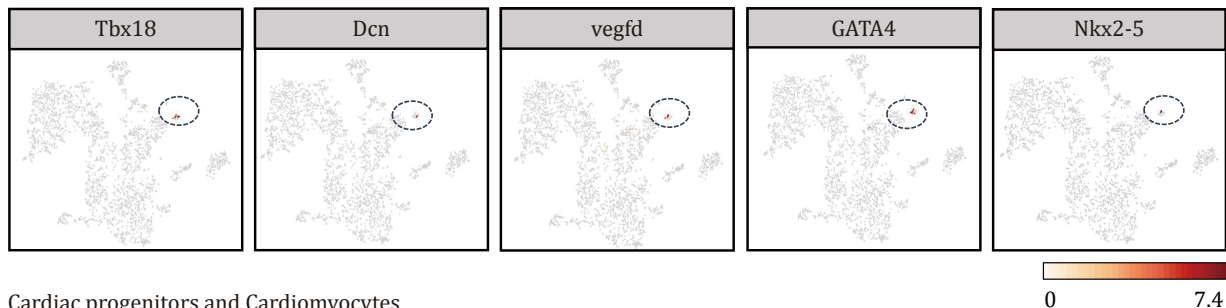 Tbx18
Dcn
vegfd
GATA4
Nkx2-5
0
7.4
Cardiac progenitors and Cardiomyocytes